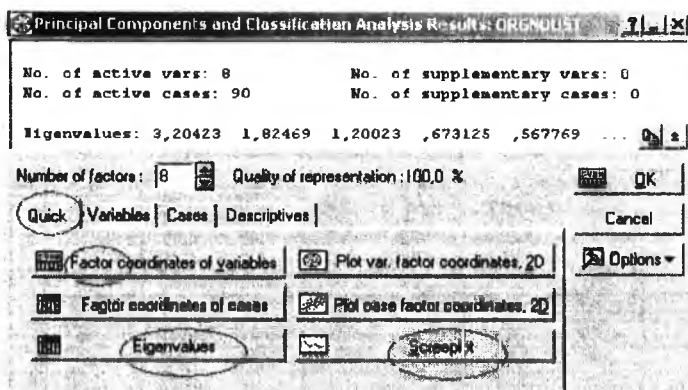 Principal Components and Classification Analysis Results: ORGNOUST
No. of active vars: 8 No. of supplementary vars: 0
No. of active cases: 90 No. of supplementary cases: 0
Eigenvalues: 3,20423 1,82469 1,20023 ,673125 ,567769 ...
Number of factors: 8 Quality of representation :100,0 %
OK
Quick Variables Cases Descriptives
Cancel
Factor coordinates of variables Plot var. factor coordinates, 2D
Options
Factor coordinates of cases Plot case factor coordinates, 2D
Eigenvalues Scree plot